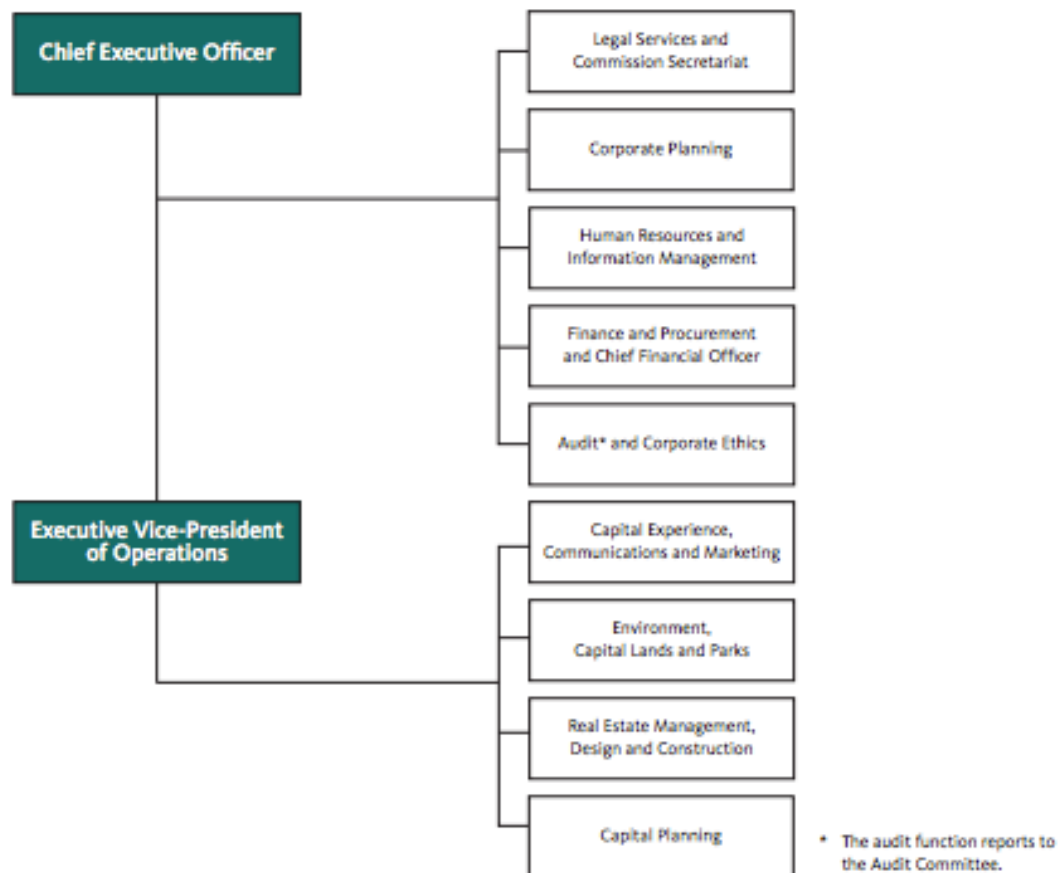 Chief Executive Officer
Legal Services and
Commission Secretariat
Corporate Planning
Human Resources and
Information Management
Finance and Procurement
and Chief Financial Officer
Audit* and Corporate Ethics
Executive Vice-President
of Operations
Capital Experience,
Communications and Marketing
Environment,
Capital Lands and Parks
Real Estate Management,
Design and Construction
Capital Planning
* The audit function reports to
the Audit Committee.